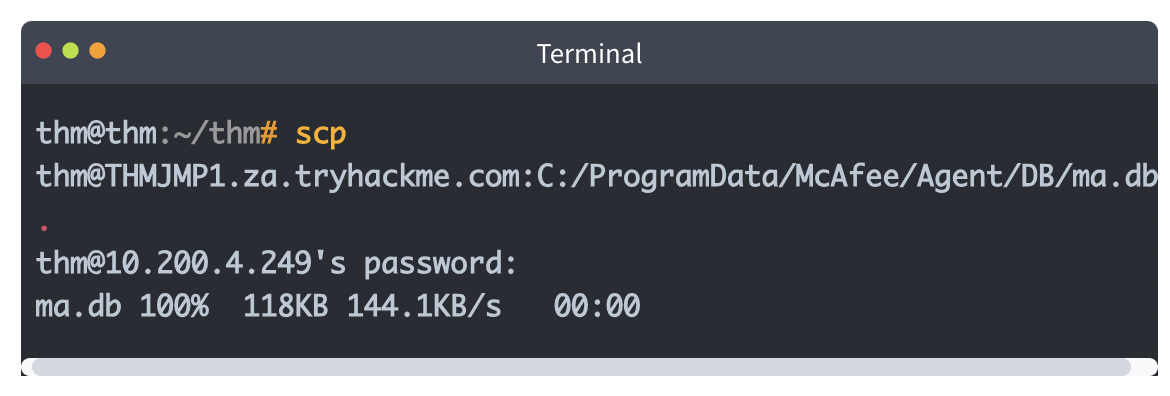 Terminal
thm@thm:~/thm# scp
thm@THMJMP1.za.tryhackme.com:C:/ProgramData/McAfee/Agent/DB/ma.db
.
thm@10.200.4.249's password:
ma.db 100%  118KB 144.1KB/s   00:00